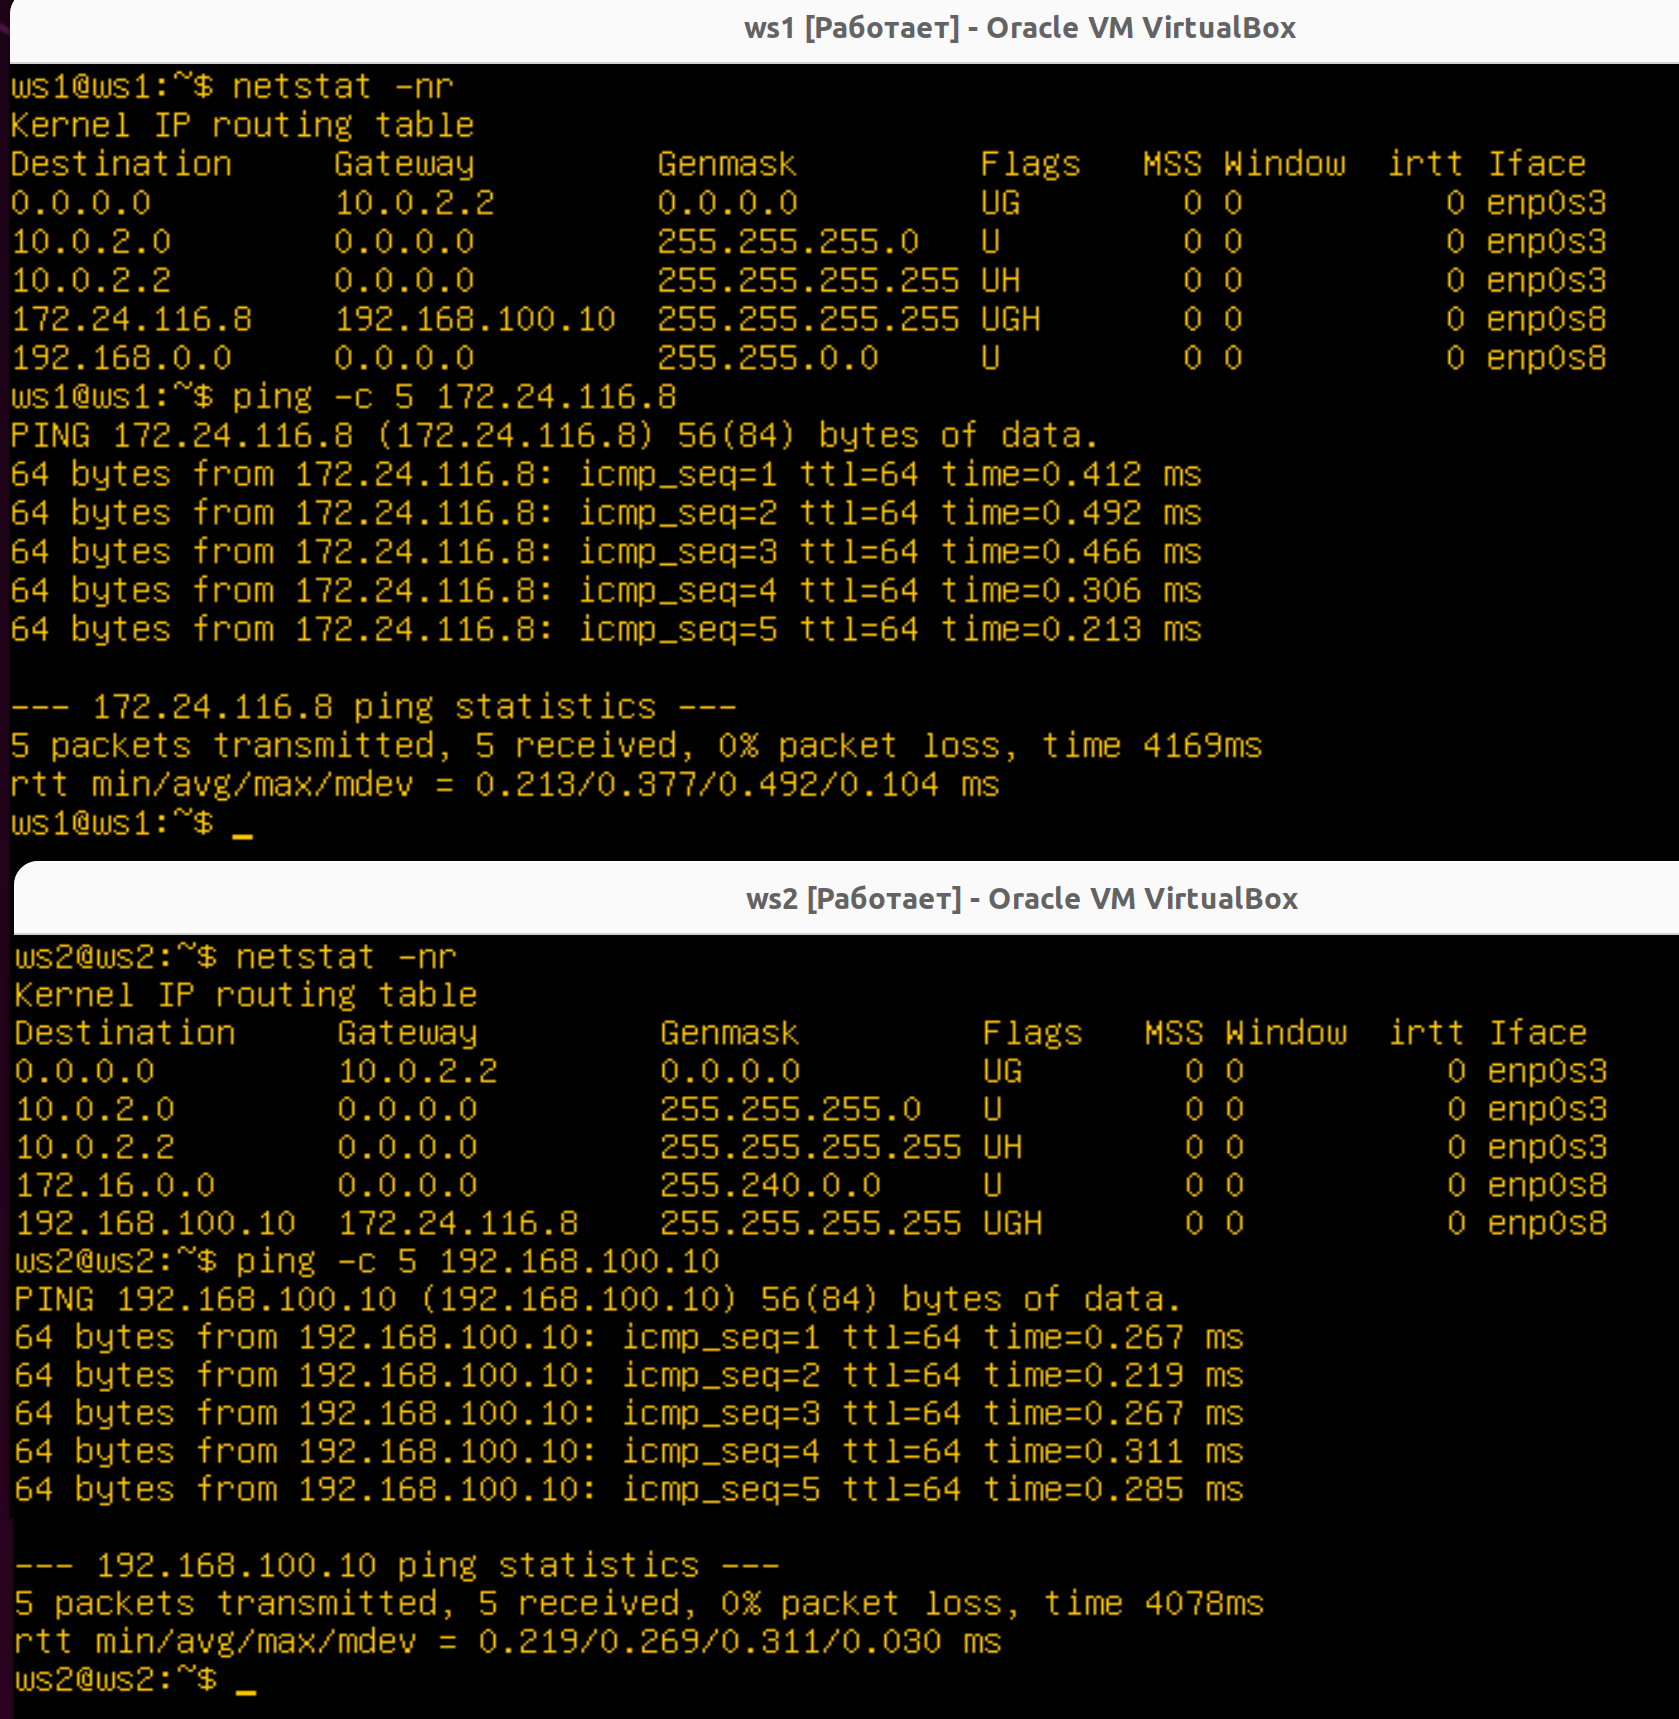 ws1 [Работает] - Oracle VM VirtualBox
ws1@ws1:~$ netstat -nr
Kernel IP routing table
Destination     Gateway         Genmask         Flags   MSS Window  irtt Iface
0.0.0.0         10.0.2.2        0.0.0.0         UG        0 0          0 enp0s3
10.0.2.0        0.0.0.0         255.255.255.0   U         0 0          0 enp0s3
10.0.2.2        0.0.0.0         255.255.255.255 UH        0 0          0 enp0s3
172.24.116.8    192.168.100.10  255.255.255.255 UGH       0 0          0 enp0s8
192.168.0.0     0.0.0.0         255.255.0.0     U         0 0          0 enp0s8
ws1@ws1:~$ ping -c 5 172.24.116.8
PING 172.24.116.8 (172.24.116.8) 56(84) bytes of data.
64 bytes from 172.24.116.8: icmp_seq=1 ttl=64 time=0.412 ms
64 bytes from 172.24.116.8: icmp_seq=2 ttl=64 time=0.492 ms
64 bytes from 172.24.116.8: icmp_seq=3 ttl=64 time=0.466 ms
64 bytes from 172.24.116.8: icmp_seq=4 ttl=64 time=0.306 ms
64 bytes from 172.24.116.8: icmp_seq=5 ttl=64 time=0.213 ms
--- 172.24.116.8 ping statistics ---
5 packets transmitted, 5 received, 0% packet loss, time 4169ms
rtt min/avg/max/mdev = 0.213/0.377/0.492/0.104 ms
ws1@ws1:~$ _
ws2 [Работает] - Oracle VM VirtualBox
ws2@ws2:~$ netstat -nr
Kernel IP routing table
Destination     Gateway         Genmask         Flags   MSS Window  irtt Iface
0.0.0.0         10.0.2.2        0.0.0.0         UG        0 0          0 enp0s3
10.0.2.0        0.0.0.0         255.255.255.0   U         0 0          0 enp0s3
10.0.2.2        0.0.0.0         255.255.255.255 UH        0 0          0 enp0s3
172.16.0.0      0.0.0.0         255.240.0.0     U         0 0          0 enp0s8
192.168.100.10  172.24.116.8    255.255.255.255 UGH       0 0          0 enp0s8
ws2@ws2:~$ ping -c 5 192.168.100.10
PING 192.168.100.10 (192.168.100.10) 56(84) bytes of data.
64 bytes from 192.168.100.10: icmp_seq=1 ttl=64 time=0.267 ms
64 bytes from 192.168.100.10: icmp_seq=2 ttl=64 time=0.219 ms
64 bytes from 192.168.100.10: icmp_seq=3 ttl=64 time=0.267 ms
64 bytes from 192.168.100.10: icmp_seq=4 ttl=64 time=0.311 ms
64 bytes from 192.168.100.10: icmp_seq=5 ttl=64 time=0.285 ms
--- 192.168.100.10 ping statistics ---
5 packets transmitted, 5 received, 0% packet loss, time 4078ms
rtt min/avg/max/mdev = 0.219/0.269/0.311/0.030 ms
ws2@ws2:~$ _